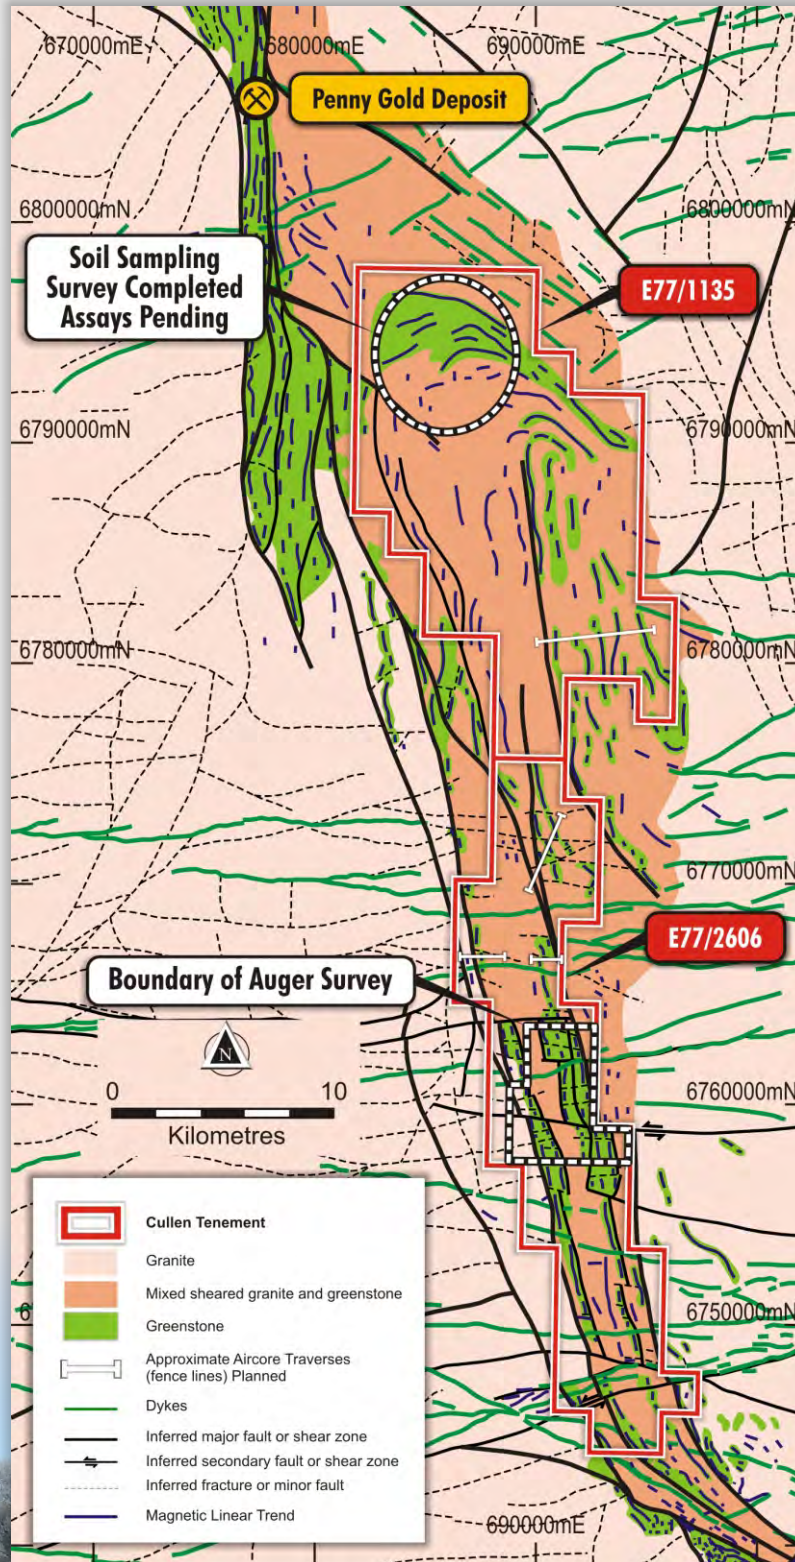 670000mE
680000mE
690000mE
Penny Gold Deposit
6800000mN
6800000mN
Soil Sampling
Survey Completed
Assays Pending
E77/1135
6790000mN
6790000mN
6780000mN
6780000mN
6770000mN
6770000mN
E77/2606
Boundary of Auger Survey
N
0
10
Kilometres
6760000mN
Cullen Tenement
Granite
Mixed sheared granite and greenstone
Greenstone
6750000mN
Approximate Aircore Traverses
(fence lines) Planned
Dykes
Inferred major fault or shear zone
Inferred secondary fault or shear zone
Inferred fracture or minor fault
Magnetic Linear Trend
690000mE